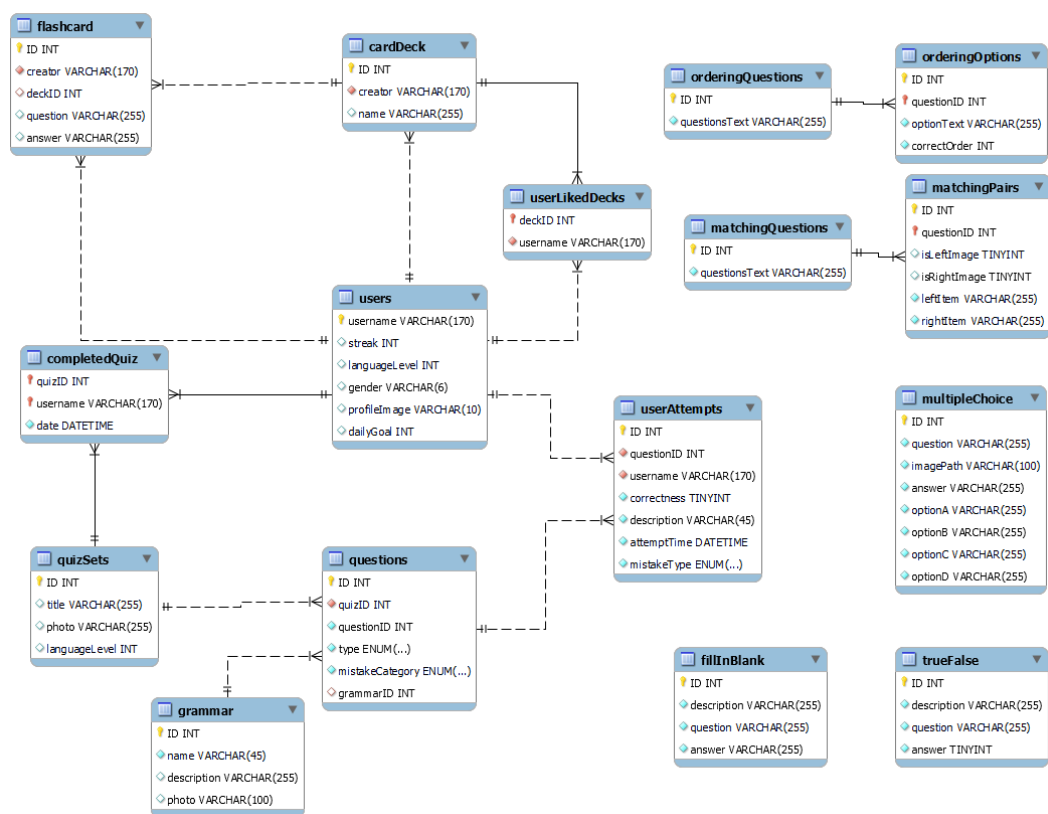 flashcard
ID INT
creator VARCHAR(170)
deckID INT
question VARCHAR(255)
answer VARCHAR(255)
cardDeck
ID INT
creator VARCHAR(170)
name VARCHAR(255)
orderingQuestions
ID INT
questionsText VARCHAR(255)
orderingOptions
ID INT
questionID INT
optionText VARCHAR(255)
correctOrder INT
userLikedDecks
deckID INT
username VARCHAR(170)
matchingQuestions
ID INT
questionsText VARCHAR(255)
matchingPairs
ID INT
questionID INT
isLeftImage TINYINT
isRightImage TINYINT
leftItem VARCHAR(255)
rightItem VARCHAR(255)
users
username VARCHAR(170)
streak INT
languageLevel INT
gender VARCHAR(6)
profileImage VARCHAR(10)
dailyGoal INT
completedQuiz
quizID INT
username VARCHAR(170)
date DATETIME
userAttempts
ID INT
questionID INT
username VARCHAR(170)
correctness TINYINT
description VARCHAR(45)
attemptTime DATETIME
mistakeType ENUM(...)
multipleChoice
ID INT
question VARCHAR(255)
imagePath VARCHAR(100)
answer VARCHAR(255)
optionA VARCHAR(255)
optionB VARCHAR(255)
optionC VARCHAR(255)
optionD VARCHAR(255)
quizSets
ID INT
title VARCHAR(255)
photo VARCHAR(255)
languageLevel INT
questions
ID INT
quizID INT
questionID INT
type ENUM(...)
mistakeCategory ENUM(...)
grammarID INT
grammar
ID INT
name VARCHAR(45)
description VARCHAR(255)
photo VARCHAR(100)
fillInBlank
ID INT
description VARCHAR(255)
question VARCHAR(255)
answer VARCHAR(255)
trueFalse
ID INT
description VARCHAR(255)
question VARCHAR(255)
answer TINYINT